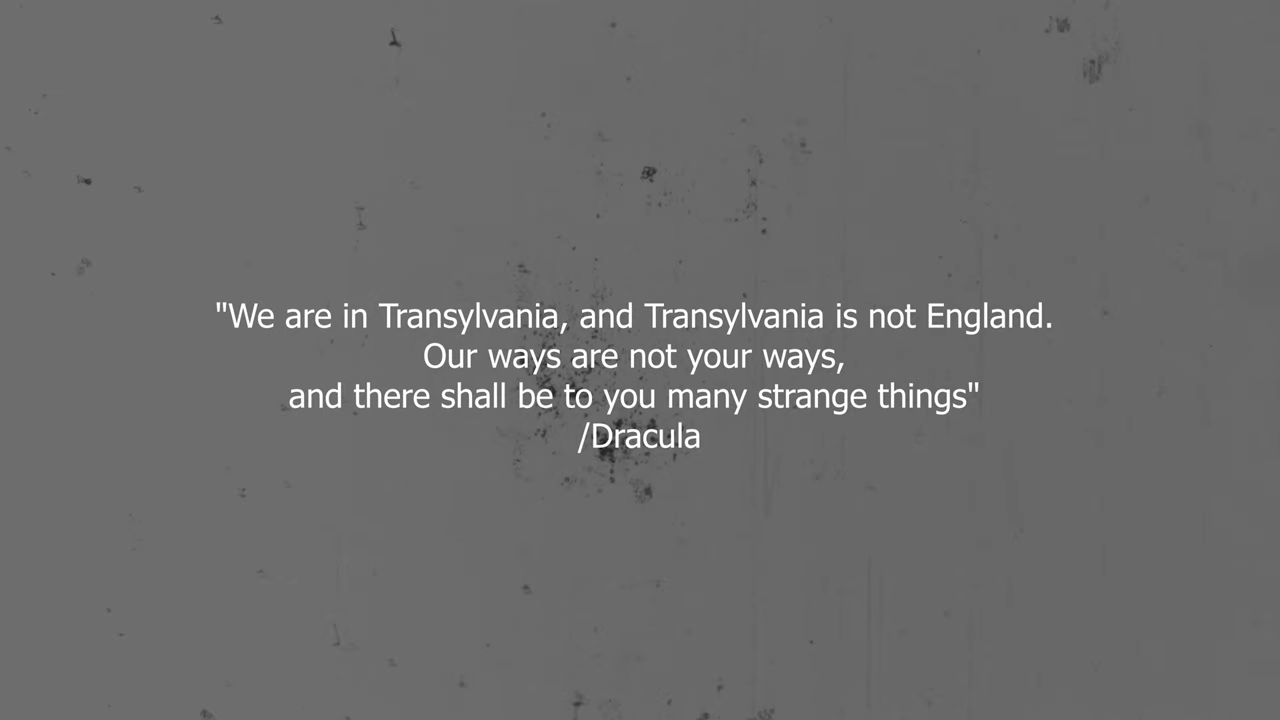 "We are in Transylvania, and Transylvania is not England.
Our ways are not your ways,
and there shall be to you many strange things"
/Dracula